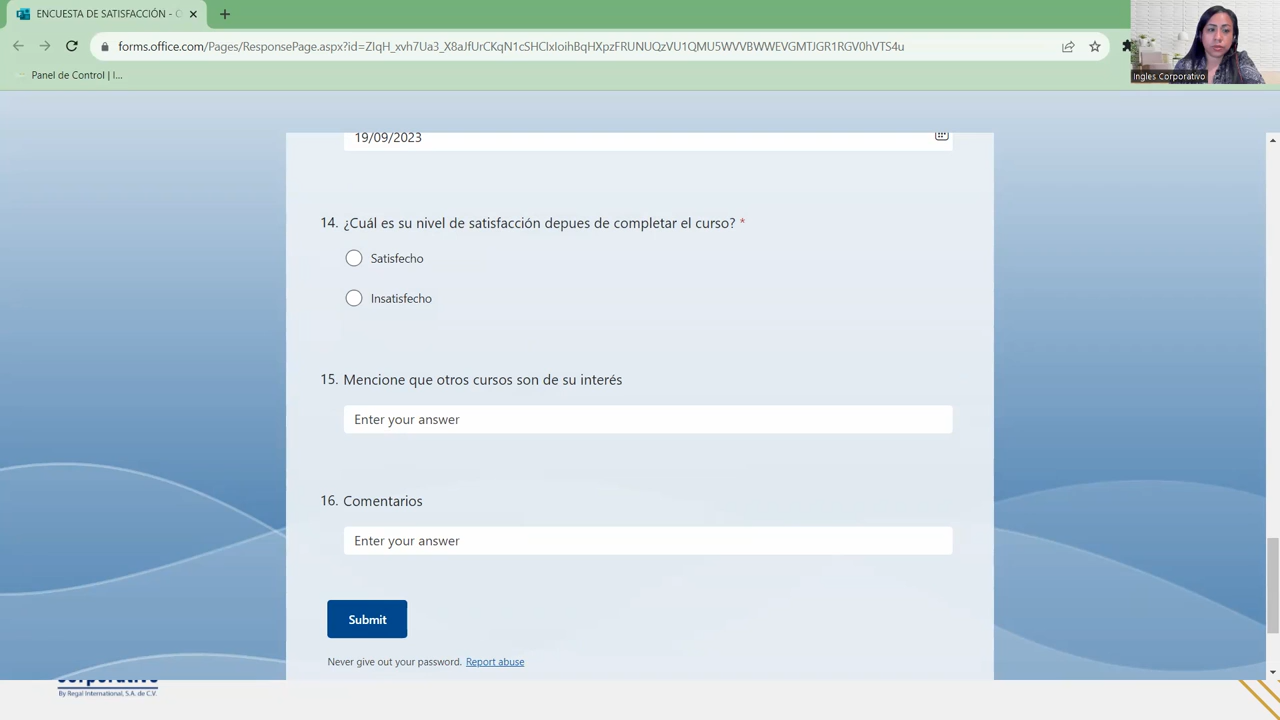 ENCUESTA DE SATISFACCIÓN - C
forms.office.com/Pages/ResponsePage.aspx?id=ZIqH_xvh7Ua3_X8aJfUrCKqN1cSHCIxIoihBqHXpzFRUNUQzVU1QMU5WVVBWWEVGMTJGR1RGV0hVTS4u
Panel de Control | I...
Ingles Corporativo
19/09/2023
14. ¿Cuál es su nivel de satisfacción depues de completar el curso? *
Satisfecho
Insatisfecho
15. Mencione que otros cursos son de su interés
Enter your answer
16. Comentarios
Enter your answer
Submit
Never give out your password. Report abuse
Corporativo
By Regal International, S.A. de C.V.